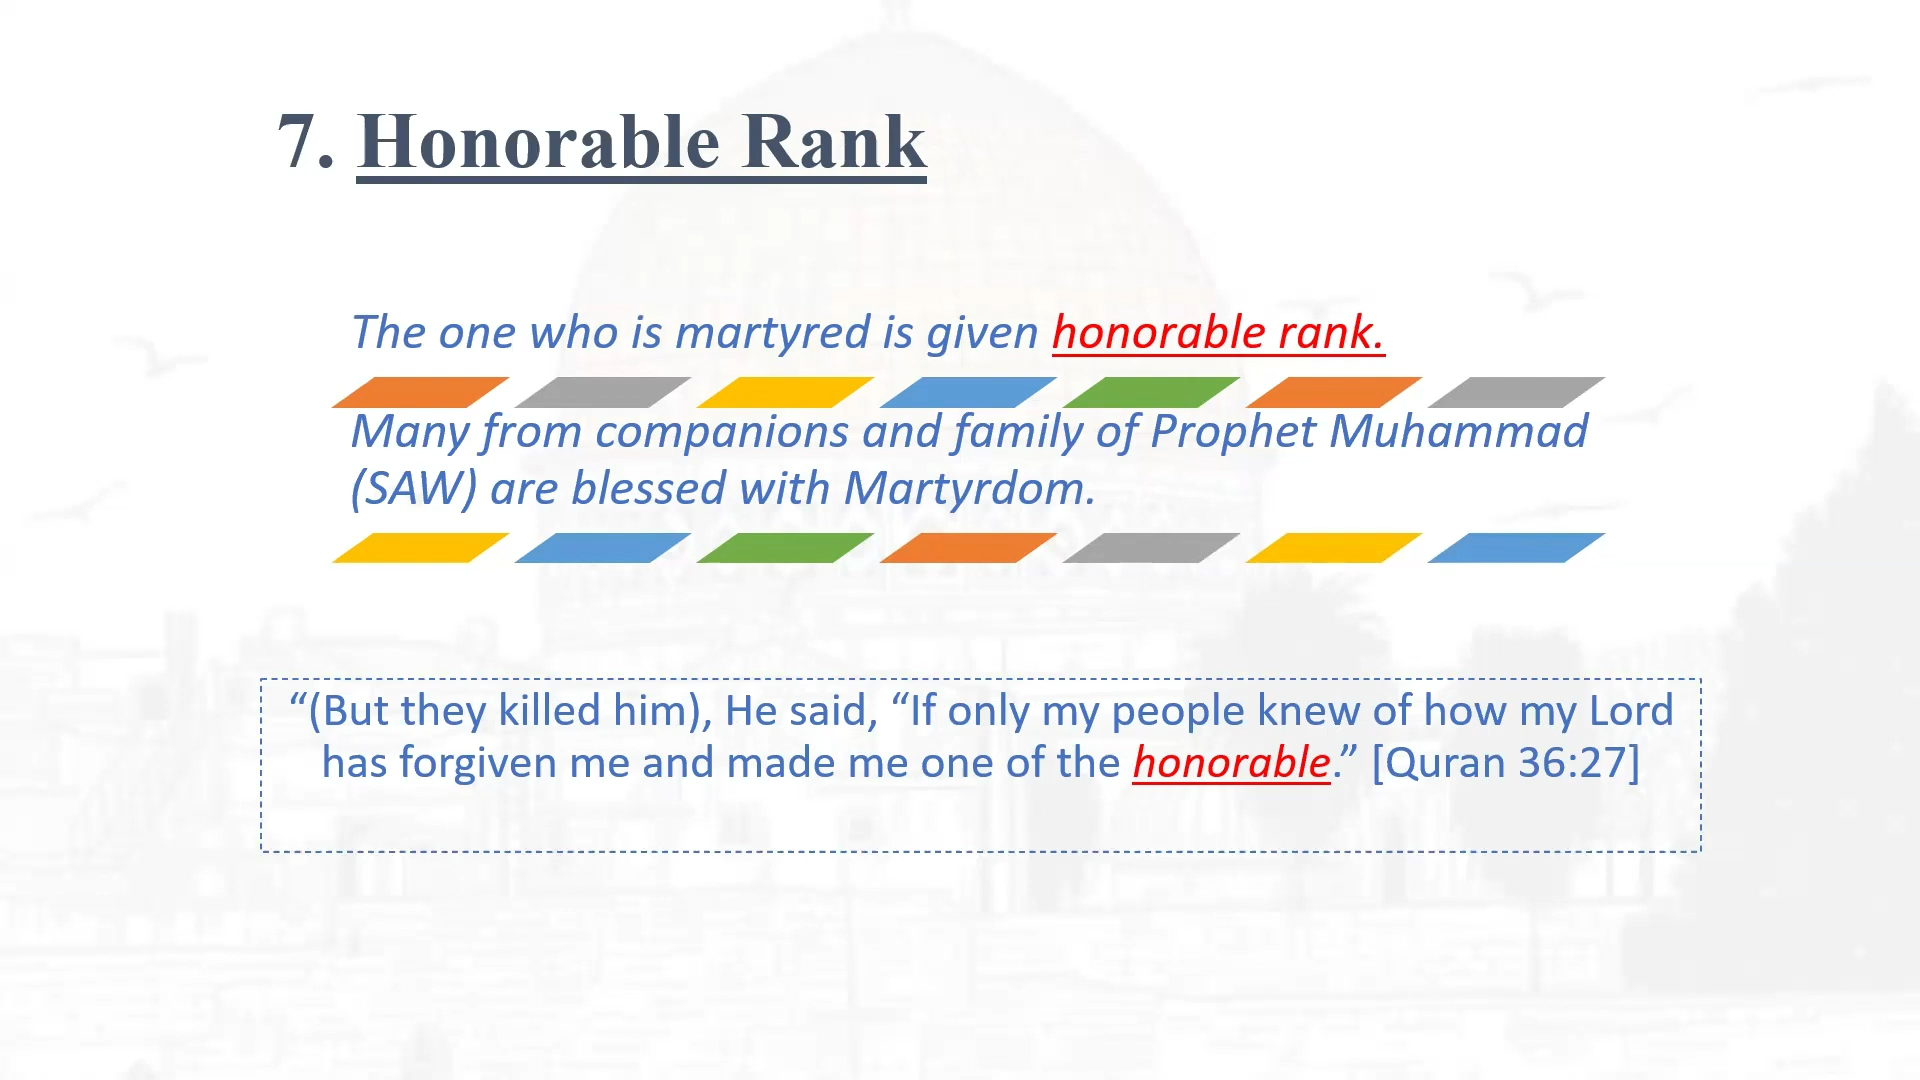 7. Honorable Rank
The one who is martyred is given honorable rank.
Many from companions and family of Prophet Muhammad
(SAW) are blessed with Martyrdom.
“(But they killed him), He said, “If only my people knew of how my Lord
has forgiven me and made me one of the honorable.” [Quran 36:27]